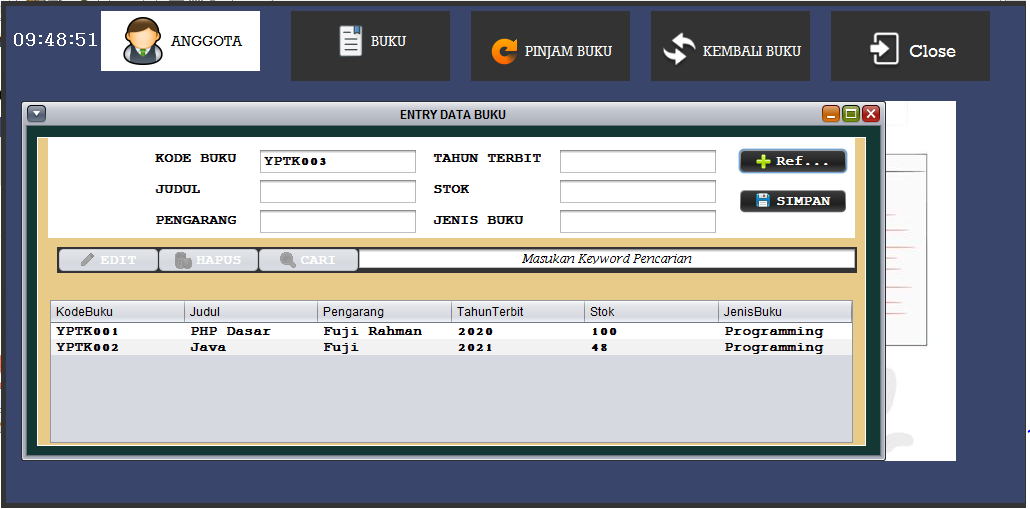 09:48:51 ANGGOTA BUKU PINJAM BUKU KEMBALI BUKU Close
ENTRY DATA BUKU
KODE BUKU YPTK003 TAHUN TERBIT Ref...
JUDUL STOK SIMPAN
PENGARANG JENIS BUKU
EDIT HAPUS CARI Masukan Keyword Pencarian
KodeBuku Judul Pengarang TahunTerbit Stok JenisBuku
YPTK001 PHP Dasar Fuji Rahman 2020 100 Programming
YPTK002 Java Fuji 2021 48 Programming